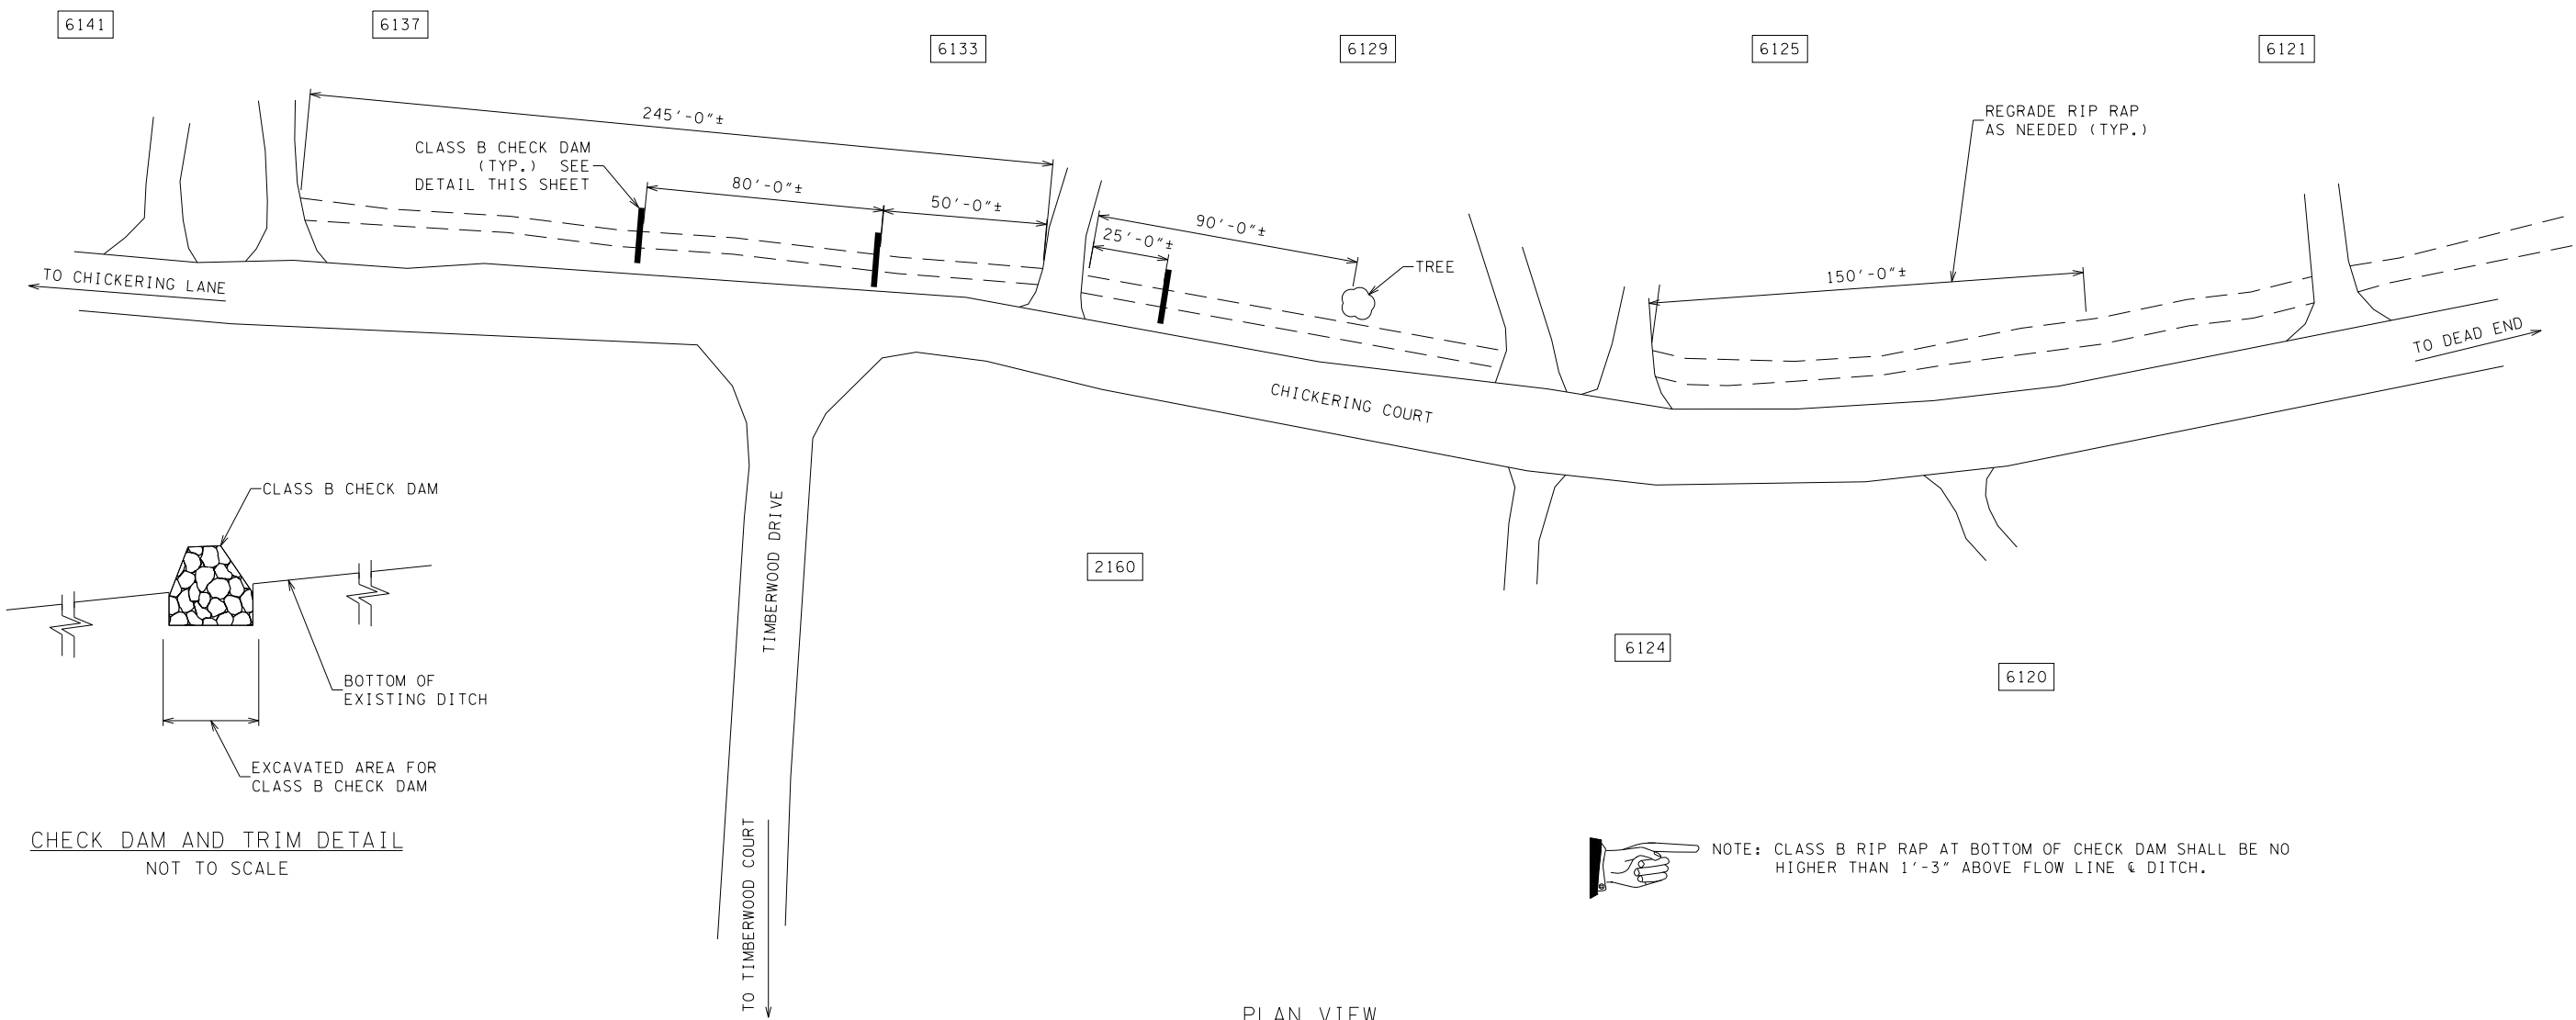 6141
6137
6133
6129
6125
6121
245'-0"±
REGRADE RIP RAP
AS NEEDED (TYP.)
CLASS B CHECK DAM
(TYP.) SEE
DETAIL THIS SHEET
80'-0"±
50'-0"±
90'-0"±
25'-0"±
TREE
150'-0"±
TO CHICKERING LANE
TO DEAD END
CHICKERING COURT
CLASS B CHECK DAM
TIMBERWOOD DRIVE
2160
6124
6120
BOTTOM OF
EXISTING DITCH
EXCAVATED AREA FOR
CLASS B CHECK DAM
CHECK DAM AND TRIM DETAIL
NOT TO SCALE
TO TIMBERWOOD COURT
NOTE: CLASS B RIP RAP AT BOTTOM OF CHECK DAM SHALL BE NO
HIGHER THAN 1'-3" ABOVE FLOW LINE ℄ DITCH.
PLAN VIEW